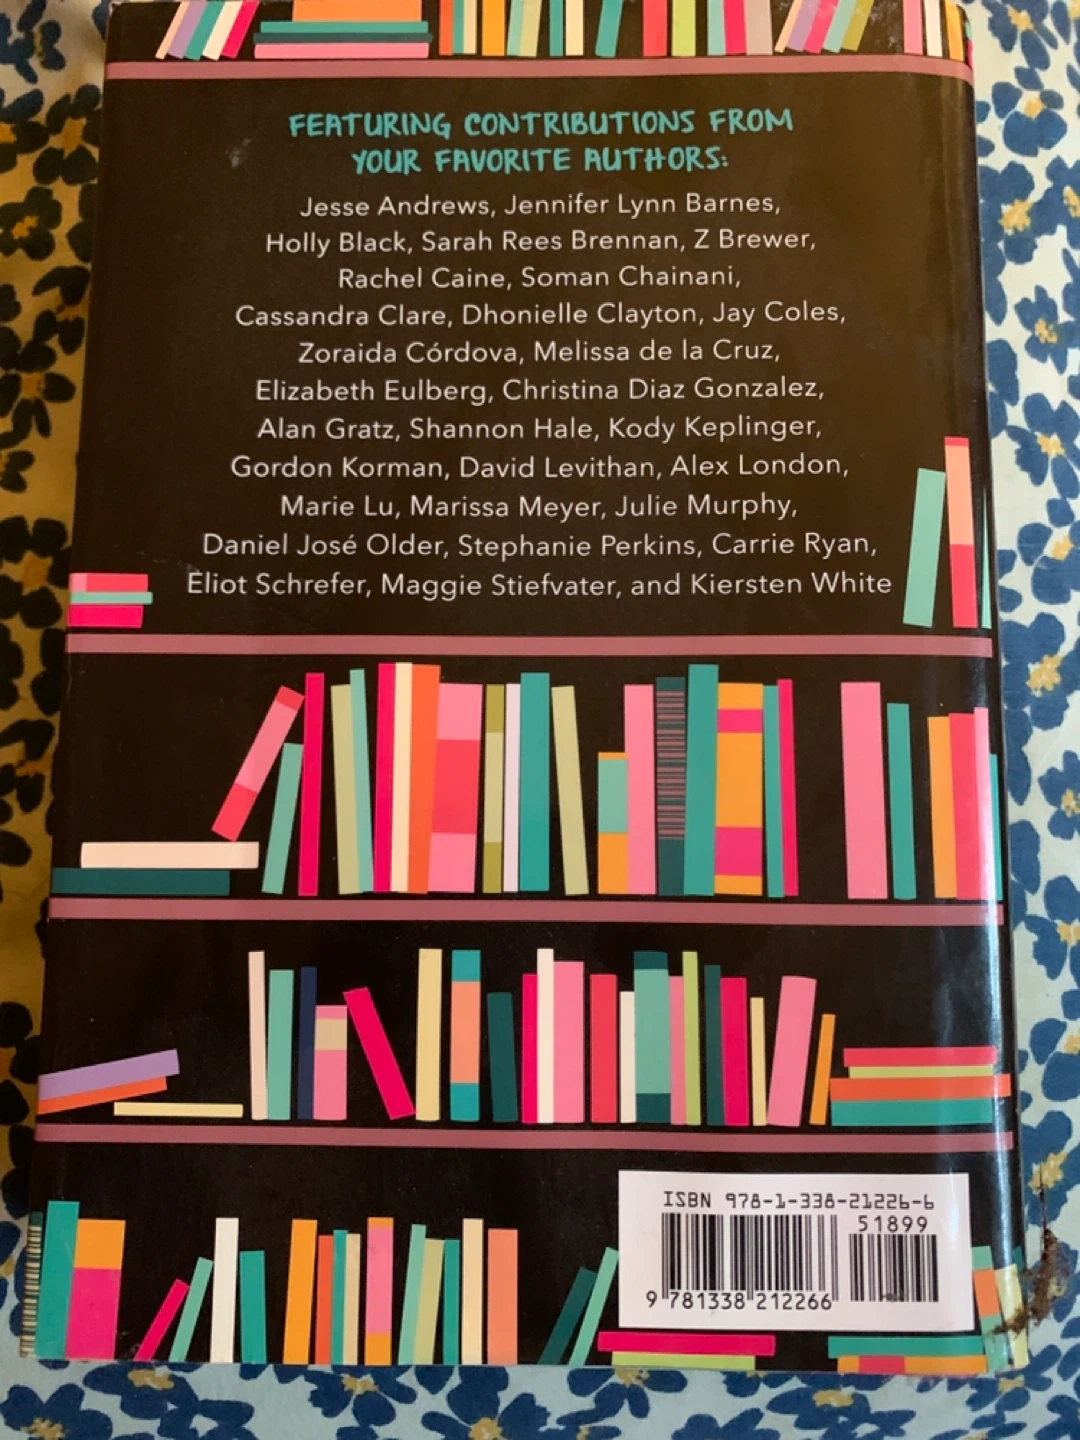 FEATURING CONTRIBUTIONS FROM
YOUR FAVORITE AUTHORS:
Jesse Andrews, Jennifer Lynn Barnes,
Holly Black, Sarah Rees Brennan, Z Brewer,
Rachel Caine, Soman Chainani,
Cassandra Clare, Dhonielle Clayton, Jay Coles,
Zoraida Córdova, Melissa de la Cruz,
Elizabeth Eulberg, Christina Diaz Gonzalez,
Alan Gratz, Shannon Hale, Kody Keplinger,
Gordon Korman, David Levithan, Alex London,
Marie Lu, Marissa Meyer, Julie Murphy,
Daniel José Older, Stephanie Perkins, Carrie Ryan,
Eliot Schrefer, Maggie Stiefvater, and Kiersten White
ISBN 978-1-338-21226-6
51899
9 781338 212266